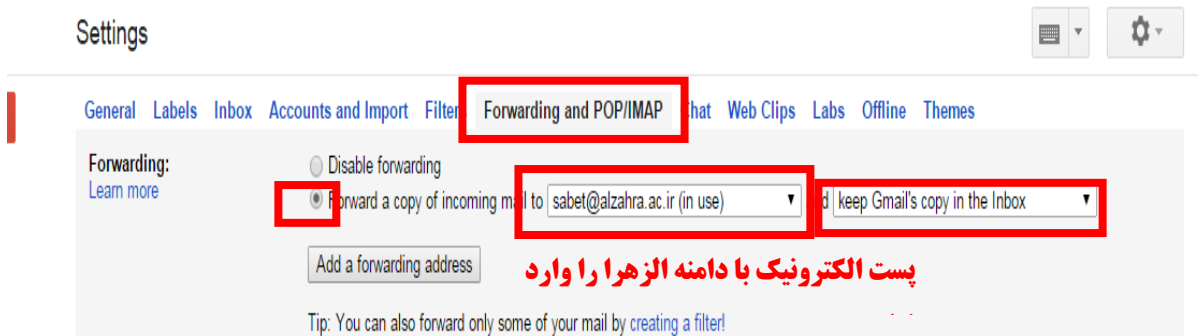 Settings
General Labels Inbox Accounts and Import Filter Forwarding and POP/IMAP hat Web Clips Labs Offline Themes
Forwarding: Disable forwarding
Learn more Forward a copy of incoming mail to sabet@alzahra.ac.ir (in use) d keep Gmail's copy in the Inbox
Add a forwarding address
پست الکترونیک با دامنه الزهرا را وارد
Tip: You can also forward only some of your mail by creating a filter!